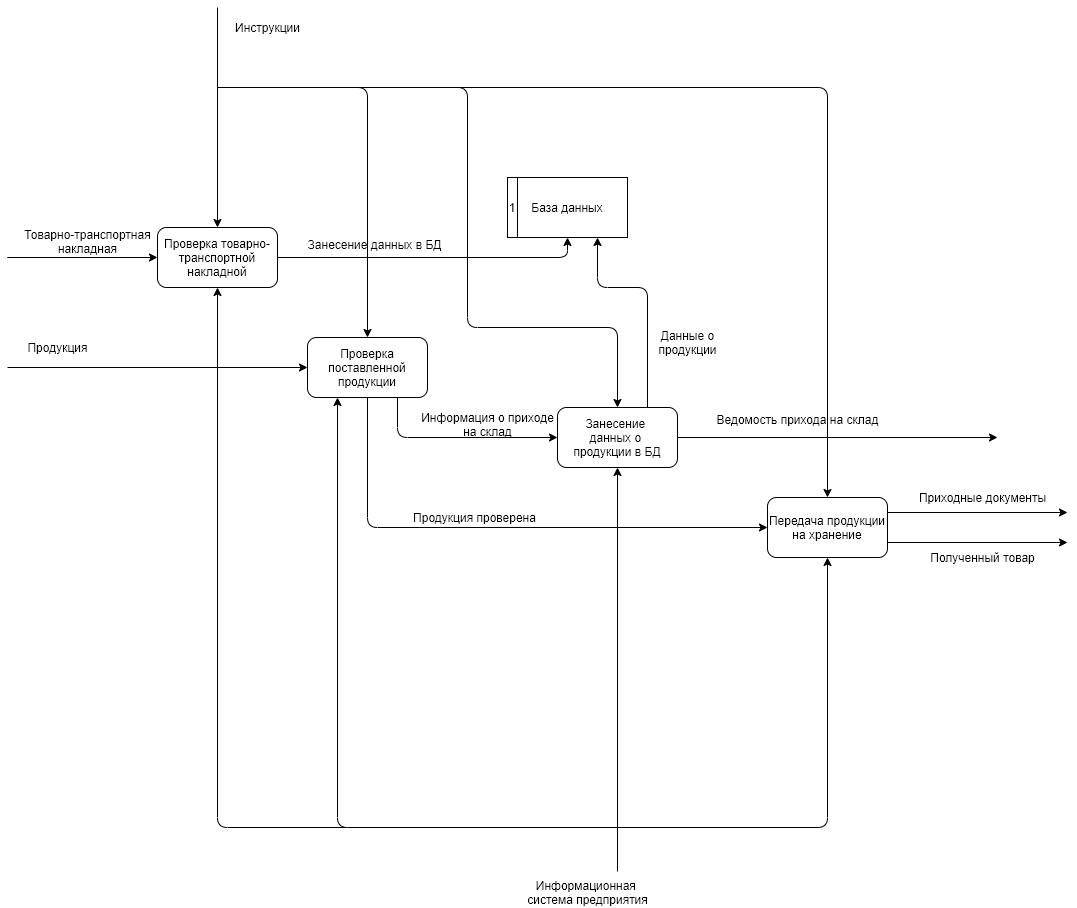 Инструкции
1
База данных
Товарно-транспортная
накладная
Проверка товарно-
транспортной
накладной
Занесение данных в БД
Продукция
Проверка
поставленной
продукции
Данные о
продукции
Информация о приходе
на склад
Занесение
данных о
продукции в БД
Ведомость прихода на склад
Продукция проверена
Передача продукции
на хранение
Приходные документы
Полученный товар
Информационная
система предприятия